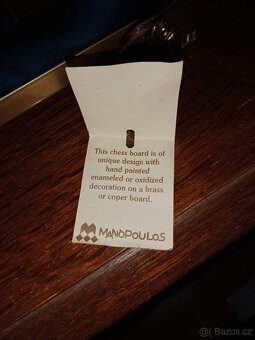 This chess board is of
unique design with
hand painted
enameled or oxidized
decoration on a brass
or coper board.
MANOPOULOS
Bazos.cz